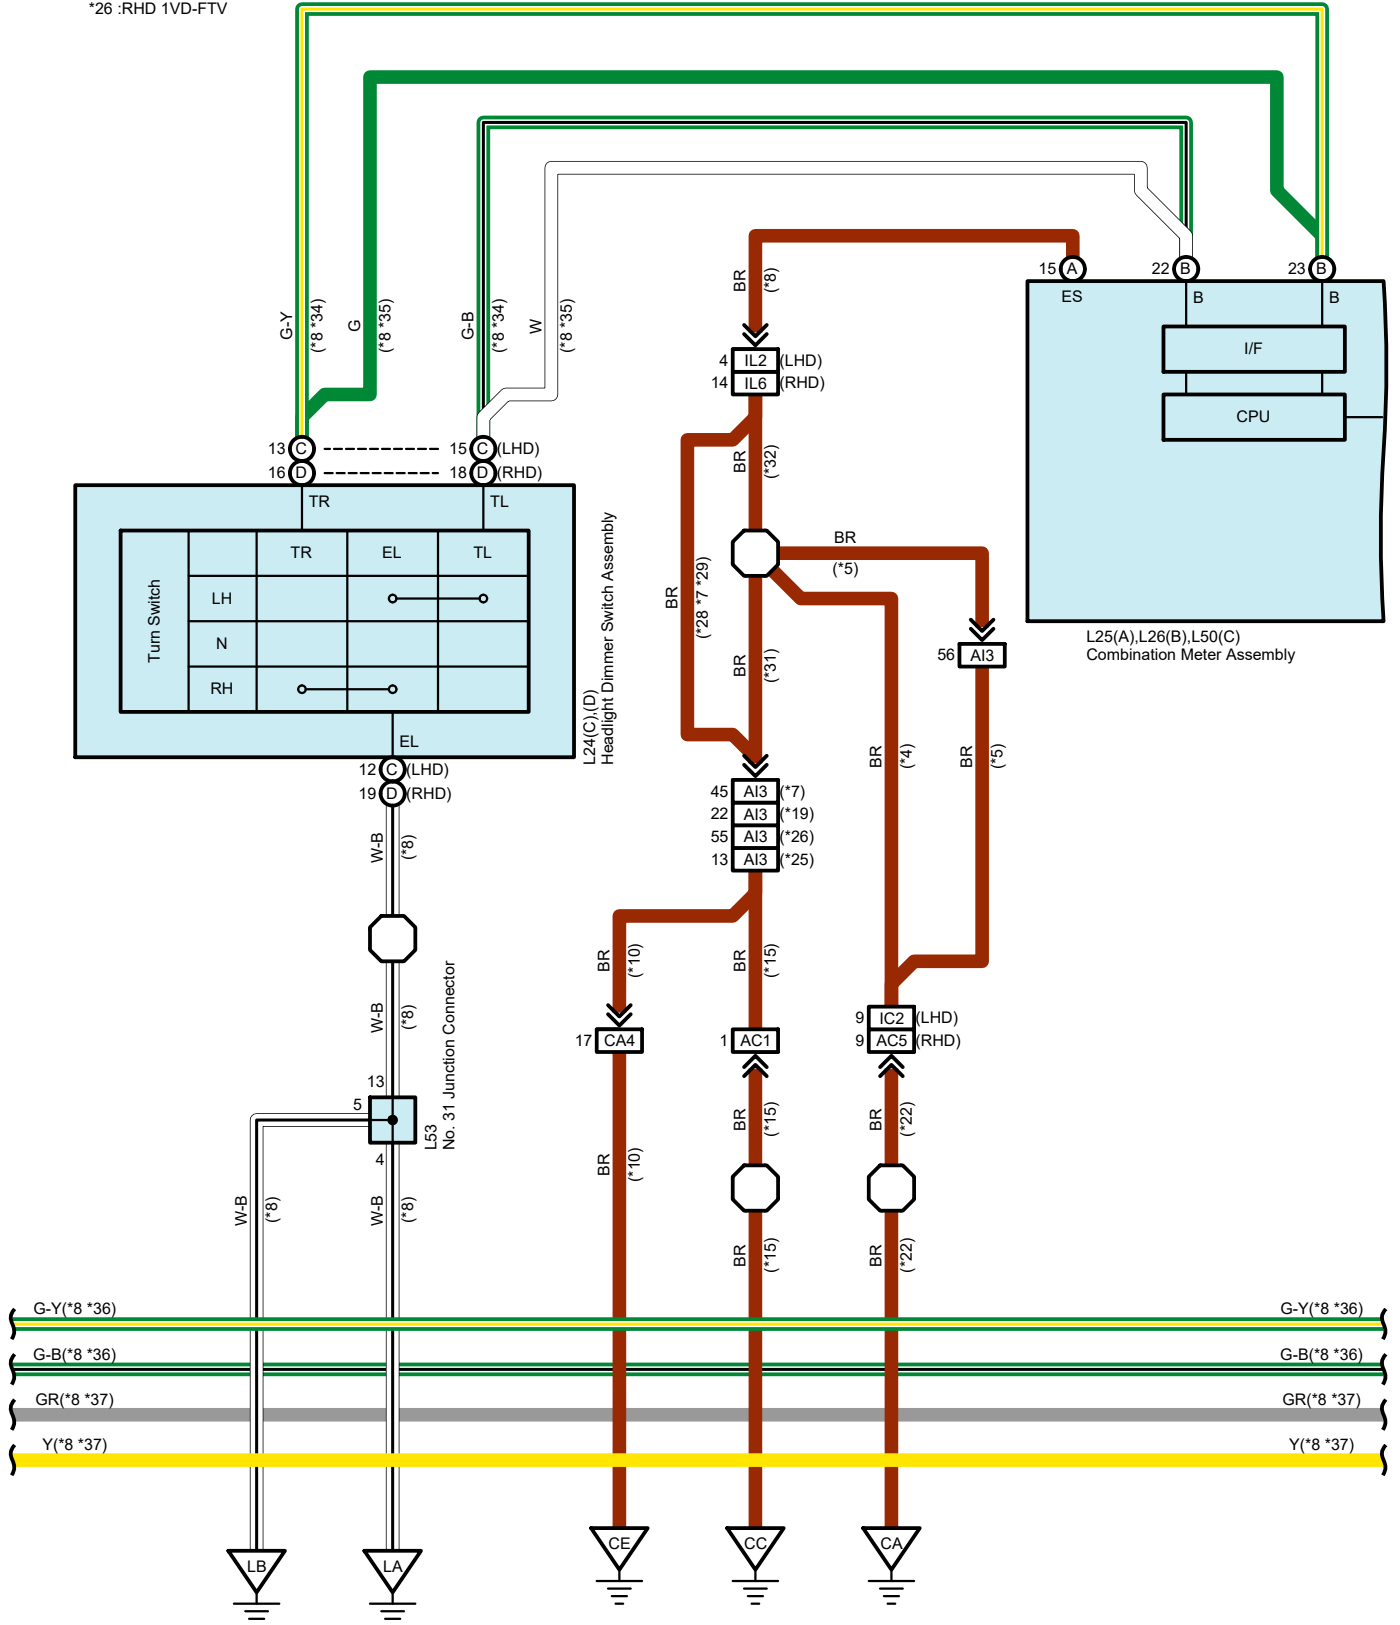 *26 :RHD 1VD-FTV
G-Y
(*8 *34)
G
(*8 *35)
G-B
(*8 *34)
W
(*8 *35)
BR
(*8)
15 A
22 B
23 B
ES
B
B
I/F
CPU
4 IL2 (LHD)
14 IL6 (RHD)
13 C
15 C (LHD)
16 D
18 D (RHD)
TR
TL
Turn Switch
TR
EL
TL
LH
N
RH
EL
L24(C),(D)
Headlight Dimmer Switch Assembly
12 C (LHD)
19 D (RHD)
BR
(*32)
BR
(*28 *7 *29)
BR
(*5)
BR
(*31)
56 AI3
L25(A),L26(B),L50(C)
Combination Meter Assembly
BR
(*4)
BR
(*5)
45 AI3 (*7)
22 AI3 (*19)
55 AI3 (*26)
13 AI3 (*25)
W-B
(*8)
W-B
(*8)
BR
(*10)
BR
(*15)
17 CA4
1 AC1
9 IC2 (LHD)
9 AC5 (RHD)
13
5
4
L53
No. 31 Junction Connector
BR
(*10)
BR
(*15)
BR
(*22)
W-B
(*8)
W-B
(*8)
BR
(*15)
BR
(*22)
G-Y(*8 *36)
G-Y(*8 *36)
G-B(*8 *36)
G-B(*8 *36)
GR(*8 *37)
GR(*8 *37)
Y(*8 *37)
Y(*8 *37)
LB
LA
CE
CC
CA